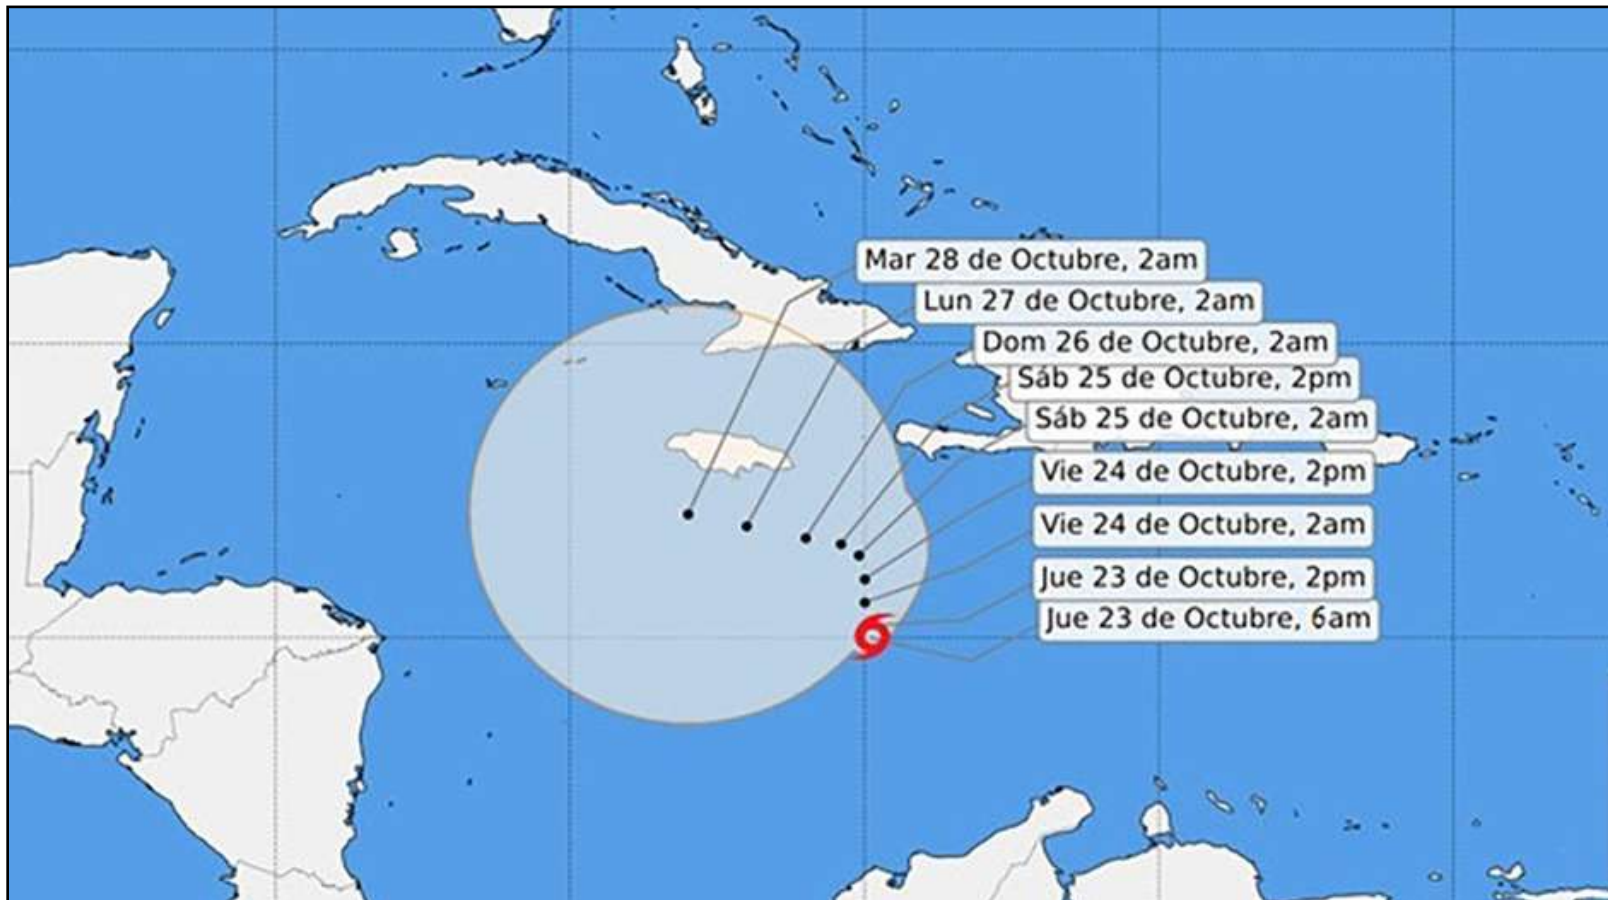 Mar 28 de Octubre, 2am
Lun 27 de Octubre, 2am
Dom 26 de Octubre, 2am
Sáb 25 de Octubre, 2pm
Sáb 25 de Octubre, 2am
Vie 24 de Octubre, 2pm
Vie 24 de Octubre, 2am
Jue 23 de Octubre, 2pm
Jue 23 de Octubre, 6am